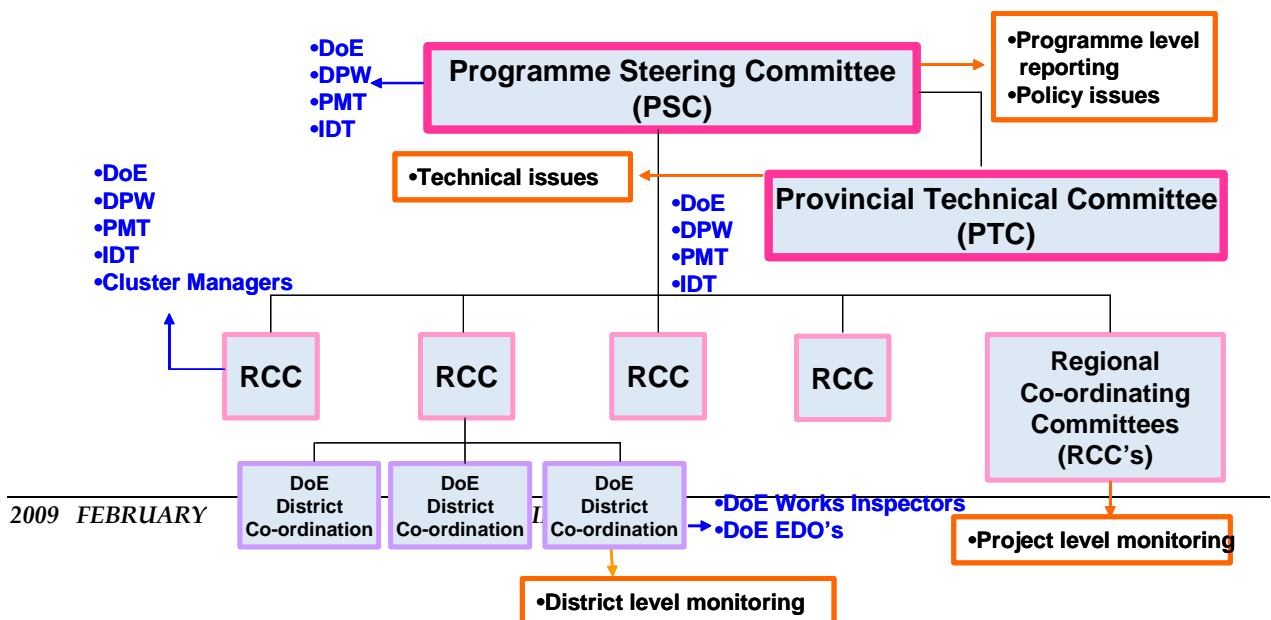 •DoE
•DPW
•PMT
•IDT
Programme Steering Committee
(PSC)
•Programme level
reporting
•Policy issues
•Technical issues
Provincial Technical Committee
(PTC)
•DoE
•DPW
•PMT
•IDT
•Cluster Managers
•DoE
•DPW
•PMT
•IDT
RCC
RCC
RCC
RCC
Regional
Co-ordinating
Committees
(RCC's)
DoE
District
Co-ordination
DoE
District
Co-ordination
DoE
District
Co-ordination
•DoE Works Inspectors
•DoE EDO's
2009 FEBRUARY
•Project level monitoring
•District level monitoring